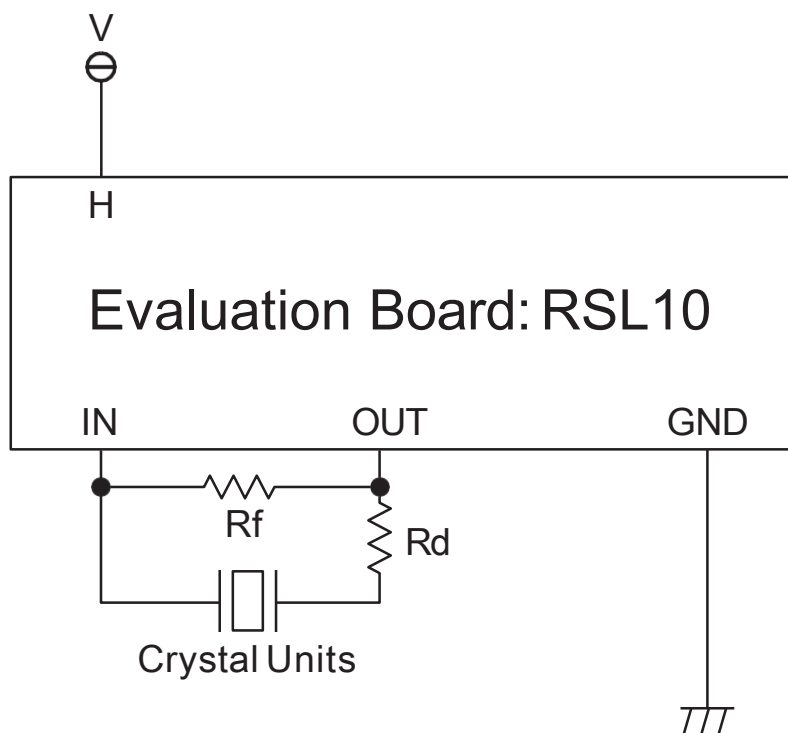 V
H
Evaluation Board: RSL10
IN OUT GND
Rf
Rd
Crystal Units